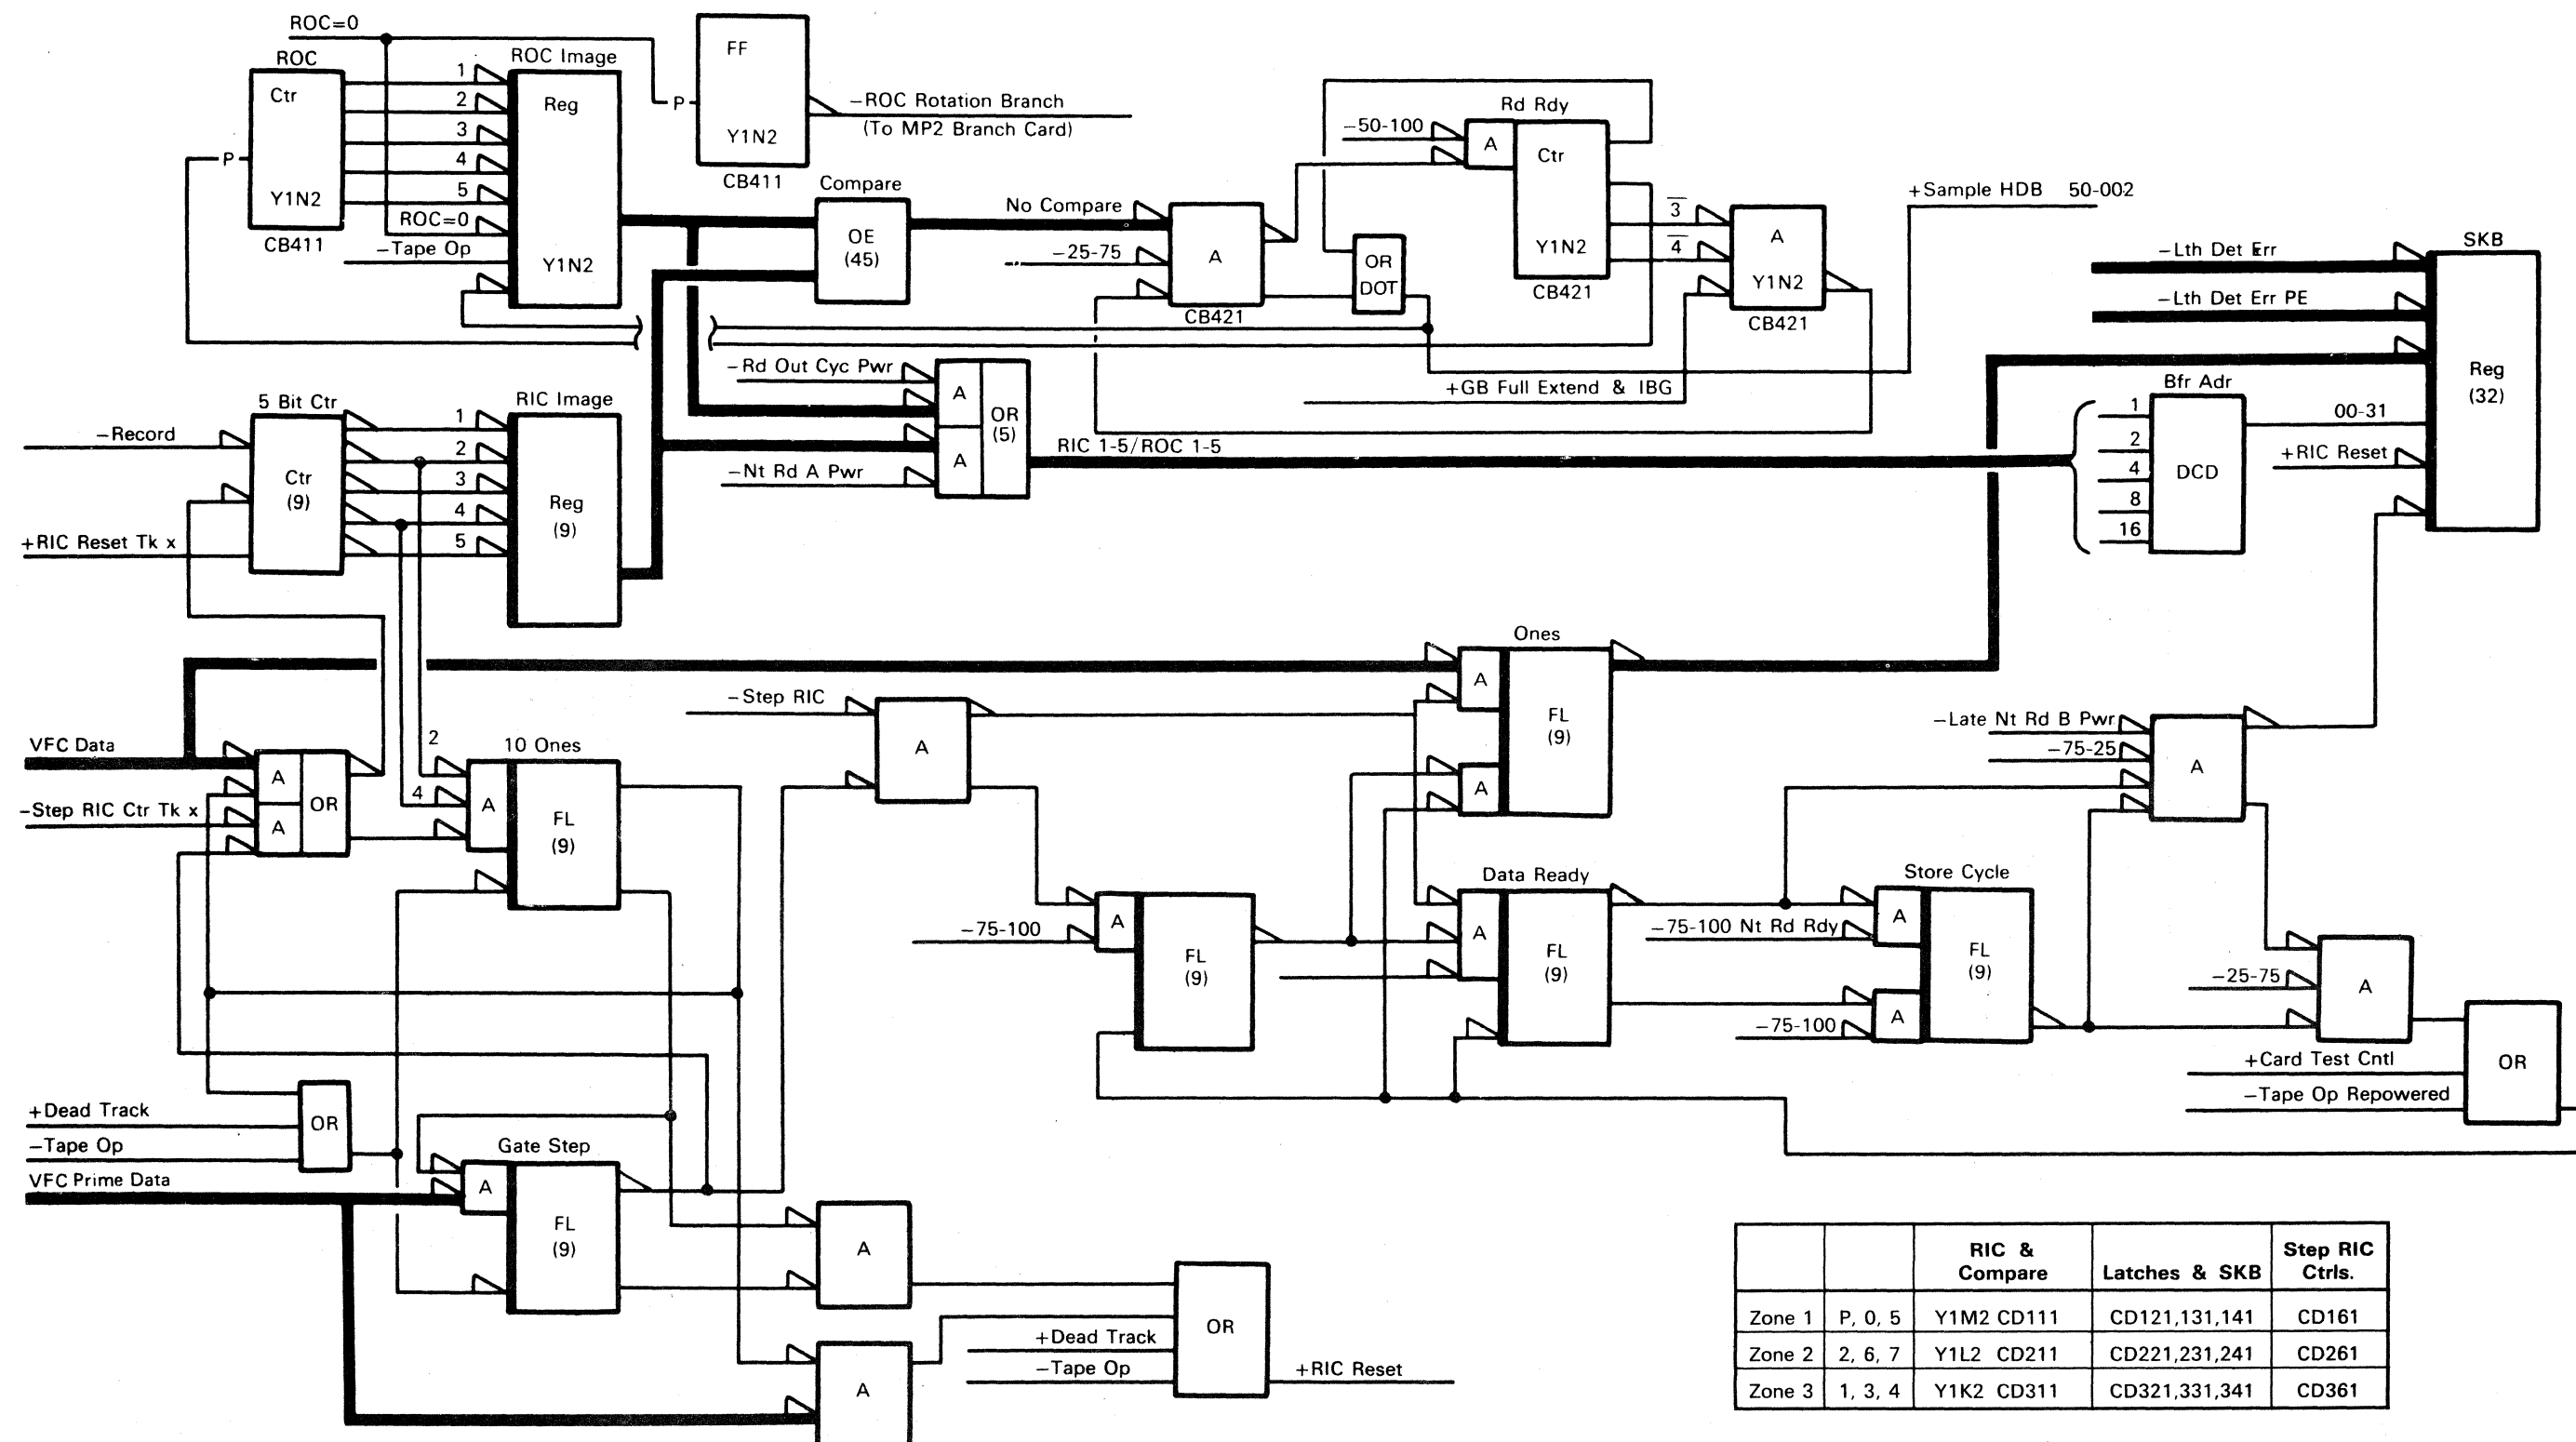 ROC=0
ROC
Ctr
Y1N2
CB411
P
1
2
3
4
5
ROC=0
−Tape Op
ROC Image
Reg
Y1N2
P
FF
Y1N2
CB411
−ROC Rotation Branch
(To MP2 Branch Card)
Compare
OE
(45)
No Compare
−25-75
A
CB421
−50-100
Rd Rdy
A
Ctr
Y1N2
CB421
OR
DOT
3
4
A
Y1N2
CB421
+GB Full Extend & IBG
+Sample HDB 50-002
−Lth Det Err
−Lth Det Err PE
SKB
Reg
(32)
Bfr Adr
1
2
4
8
16
DCD
00-31
+RIC Reset
5 Bit Ctr
−Record
Ctr
(9)
+RIC Reset Tk x
1
2
3
4
5
RIC Image
Reg
(9)
−Rd Out Cyc Pwr
A
A
OR
(5)
−Nt Rd A Pwr
RIC 1-5/ROC 1-5
VFC Data
−Step RIC Ctr Tk x
A
A
OR
2
4
10 Ones
A
FL
(9)
−Step RIC
A
Ones
A
A
FL
(9)
−75-100
A
FL
(9)
Data Ready
A
FL
(9)
−75-100 Nt Rd Rdy
−75-100
Store Cycle
A
A
FL
(9)
−Late Nt Rd B Pwr
−75-25
A
−25-75
A
+Card Test Cntl
−Tape Op Repowered
OR
+Dead Track
−Tape Op
OR
VFC Prime Data
Gate Step
A
FL
(9)
A
A
+Dead Track
−Tape Op
OR
+RIC Reset
RIC & Compare Latches & SKB Step RIC Ctrls.
Zone 1 P, 0, 5 Y1M2 CD111 CD121,131,141 CD161
Zone 2 2, 6, 7 Y1L2 CD211 CD221,231,241 CD261
Zone 3 1, 3, 4 Y1K2 CD311 CD321,331,341 CD361